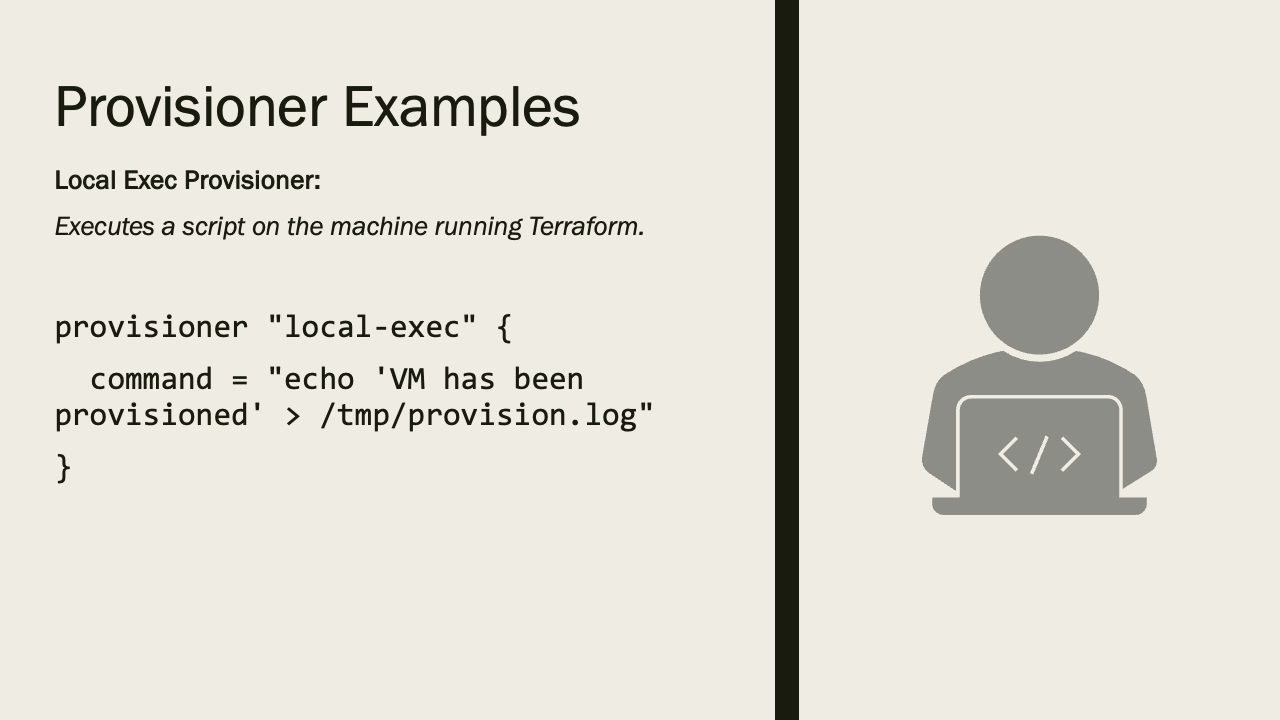 Provisioner Examples
Local Exec Provisioner:
Executes a script on the machine running Terraform.
provisioner "local-exec" {
  command = "echo 'VM has been
provisioned' > /tmp/provision.log"
}
</>